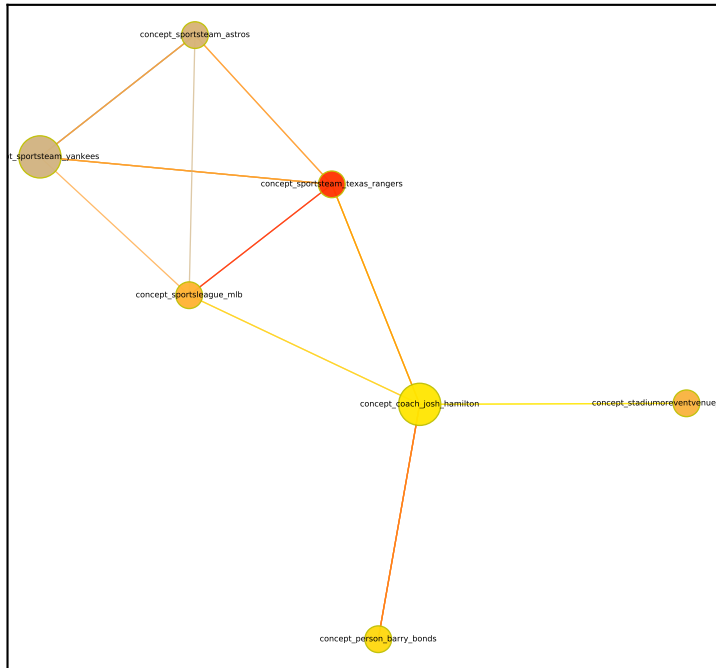 concept_sportsteam_astros
t_sportsteam_yankees
concept_sportsteam_texas_rangers
concept_sportsleague_mlb
concept_coach_josh_hamilton
concept_stadiumoreventvenue
concept_person_barry_bonds